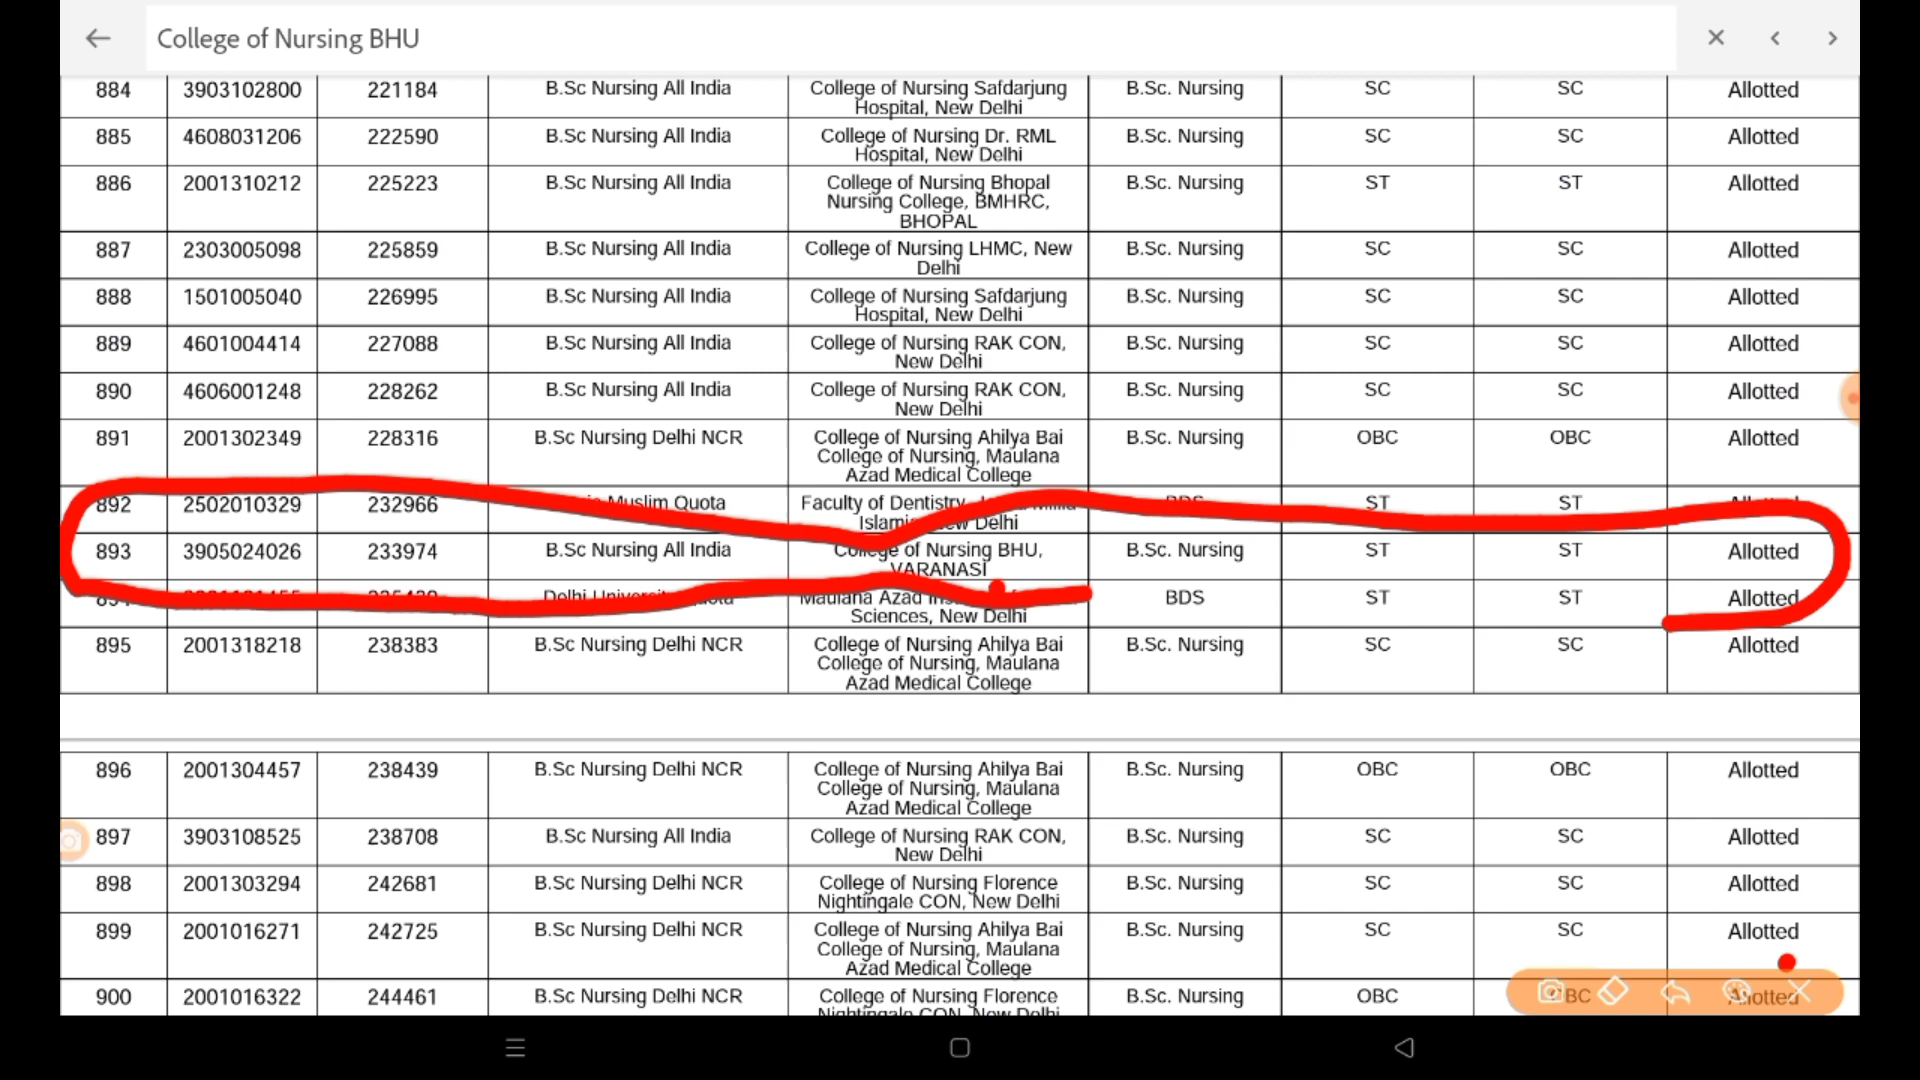 College of Nursing BHU
884 3903102800 221184 B.Sc Nursing All India College of Nursing Safdarjung B.Sc. Nursing SC SC Allotted
Hospital, New Delhi
885 4608031206 222590 B.Sc Nursing All India College of Nursing Dr. RML B.Sc. Nursing SC SC Allotted
Hospital, New Delhi
886 2001310212 225223 B.Sc Nursing All India College of Nursing Bhopal B.Sc. Nursing ST ST Allotted
Nursing College, BMHRC,
BHOPAL
887 2303005098 225859 B.Sc Nursing All India College of Nursing LHMC, New B.Sc. Nursing SC SC Allotted
Delhi
888 1501005040 226995 B.Sc Nursing All India College of Nursing Safdarjung B.Sc. Nursing SC SC Allotted
Hospital, New Delhi
889 4601004414 227088 B.Sc Nursing All India College of Nursing RAK CON, B.Sc. Nursing SC SC Allotted
New Delhi
890 4606001248 228262 B.Sc Nursing All India College of Nursing RAK CON, B.Sc. Nursing SC SC Allotted
New Delhi
891 2001302349 228316 B.Sc Nursing Delhi NCR College of Nursing Ahilya Bai B.Sc. Nursing OBC OBC Allotted
College of Nursing, Maulana
Azad Medical College
892 2502010329 232966 Muslim Quota Faculty of Dentistry, BDS ST ST Allotted
New Delhi
893 3905024026 233974 B.Sc Nursing All India College of Nursing BHU, B.Sc. Nursing ST ST Allotted
VARANASI
Delhi University Quota Maulana Azad BDS ST ST Allotted
Sciences, New Delhi
895 2001318218 238383 B.Sc Nursing Delhi NCR College of Nursing Ahilya Bai B.Sc. Nursing SC SC Allotted
College of Nursing, Maulana
Azad Medical College
896 2001304457 238439 B.Sc Nursing Delhi NCR College of Nursing Ahilya Bai B.Sc. Nursing OBC OBC Allotted
College of Nursing, Maulana
Azad Medical College
897 3903108525 238708 B.Sc Nursing All India College of Nursing RAK CON, B.Sc. Nursing SC SC Allotted
New Delhi
898 2001303294 242681 B.Sc Nursing Delhi NCR College of Nursing Florence B.Sc. Nursing SC SC Allotted
Nightingale CON, New Delhi
899 2001016271 242725 B.Sc Nursing Delhi NCR College of Nursing Ahilya Bai B.Sc. Nursing SC SC Allotted
College of Nursing, Maulana
Azad Medical College
900 2001016322 244461 B.Sc Nursing Delhi NCR College of Nursing Florence B.Sc. Nursing OBC OBC Allotted
Nightingale CON, New Delhi